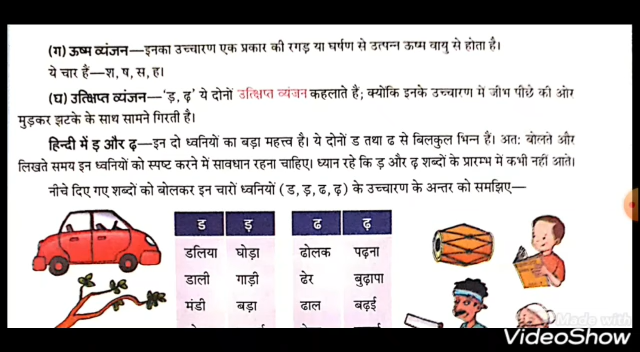 (ग) ऊष्म व्यंजन—इनका उच्चारण एक प्रकार की रगड़ या घर्षण से उत्पन्न ऊष्म वायु से होता है।
ये चार हैं—श, ष, स, ह।
(घ) उत्क्षिप्त व्यंजन—'ड़, ढ़' ये दोनों उत्क्षिप्त व्यंजन कहलाते हैं; क्योंकि इनके उच्चारण में जीभ पीछे की ओर
मुड़कर झटके के साथ सामने गिरती है।
हिन्दी में ड़ और ढ़—इन दो ध्वनियों का बड़ा महत्त्व है। ये दोनों ड तथा ढ से बिलकुल भिन्न हैं। अतः बोलते और
लिखते समय इन ध्वनियों को स्पष्ट करने में सावधान रहना चाहिए। ध्यान रहे कि ड़ और ढ़ शब्दों के प्रारम्भ में कभी नहीं आते।
नीचे दिए गए शब्दों को बोलकर इन चारों ध्वनियों (ड, ड़, ढ, ढ़) के उच्चारण के अन्तर को समझिए—
ड ड़ ढ ढ़
डलिया घोड़ा ढोलक पढ़ना
डाली गाड़ी ढेर बुढ़ापा
मंडी बड़ा ढाल बढ़ई
Made with
VideoShow